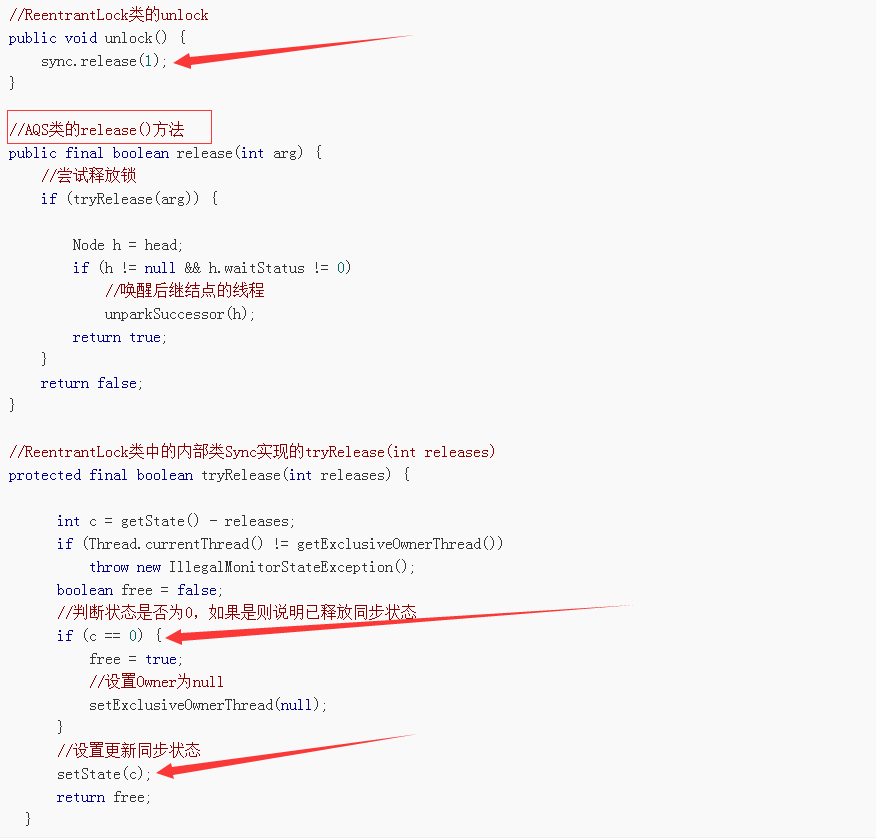 //ReentrantLock类的unlock
public void unlock() {
    sync.release(1);
}
//AQS类的release()方法
public final boolean release(int arg) {
    //尝试释放锁
    if (tryRelease(arg)) {
        Node h = head;
        if (h != null && h.waitStatus != 0)
            //唤醒后继结点的线程
            unparkSuccessor(h);
        return true;
    }
    return false;
}
//ReentrantLock类中的内部类Sync实现的tryRelease(int releases)
protected final boolean tryRelease(int releases) {
      int c = getState() - releases;
      if (Thread.currentThread() != getExclusiveOwnerThread())
          throw new IllegalMonitorStateException();
      boolean free = false;
      //判断状态是否为0，如果是则说明已释放同步状态
      if (c == 0) {
          free = true;
          //设置Owner为null
          setExclusiveOwnerThread(null);
      }
      //设置更新同步状态
      setState(c);
      return free;
  }